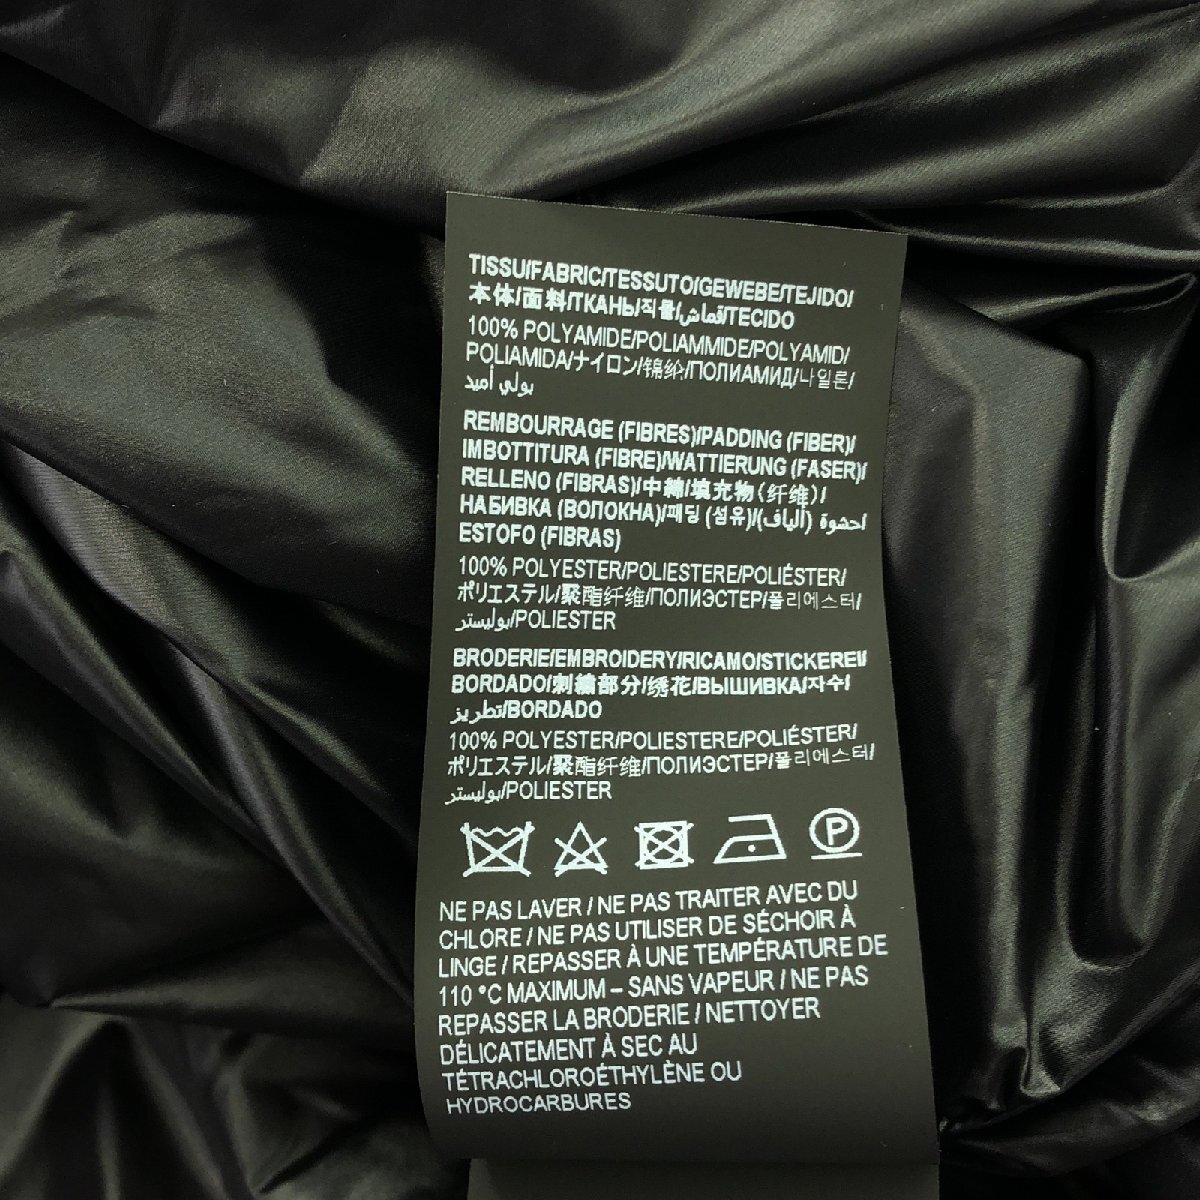 TISSU/FABRIC/TESSUTO/GEWEBE/TEJIDO/
本体/面料/ТКАНЬ/직물/قماش/TECIDO
100% POLYAMIDE/POLIAMMIDE/POLYAMID/
POLIAMIDA/ナイロン/锦纶/ПОЛИАМИД/나일론/
بولي أميد
REMBOURRAGE (FIBRES)/PADDING (FIBER)/
IMBOTTITURA (FIBRE)/WATTIERUNG (FASER)/
RELLENO (FIBRAS)/中綿/填充物(纤维)/
НАБИВКА (ВОЛОКНА)/패딩 (섬유)/حشوة (ألياف)/
ESTOFO (FIBRAS)
100% POLYESTER/POLIESTERE/POLIÉSTER/
ポリエステル/聚酯纤维/ПОЛИЭСТЕР/폴리에스터/
بوليستر/POLIESTER
BRODERIE/EMBROIDERY/RICAMO/STICKEREI/
BORDADO/刺繍部分/绣花/ВЫШИВКА/자수/
تطريز/BORDADO
100% POLYESTER/POLIESTERE/POLIÉSTER/
ポリエステル/聚酯纤维/ПОЛИЭСТЕР/폴리에스터/
بوليستر/POLIESTER
P
NE PAS LAVER / NE PAS TRAITER AVEC DU
CHLORE / NE PAS UTILISER DE SÉCHOIR À
LINGE / REPASSER À UNE TEMPÉRATURE DE
110 °C MAXIMUM – SANS VAPEUR / NE PAS
REPASSER LA BRODERIE / NETTOYER
DÉLICATEMENT À SEC AU
TÉTRACHLOROÉTHYLÈNE OU
HYDROCARBURES